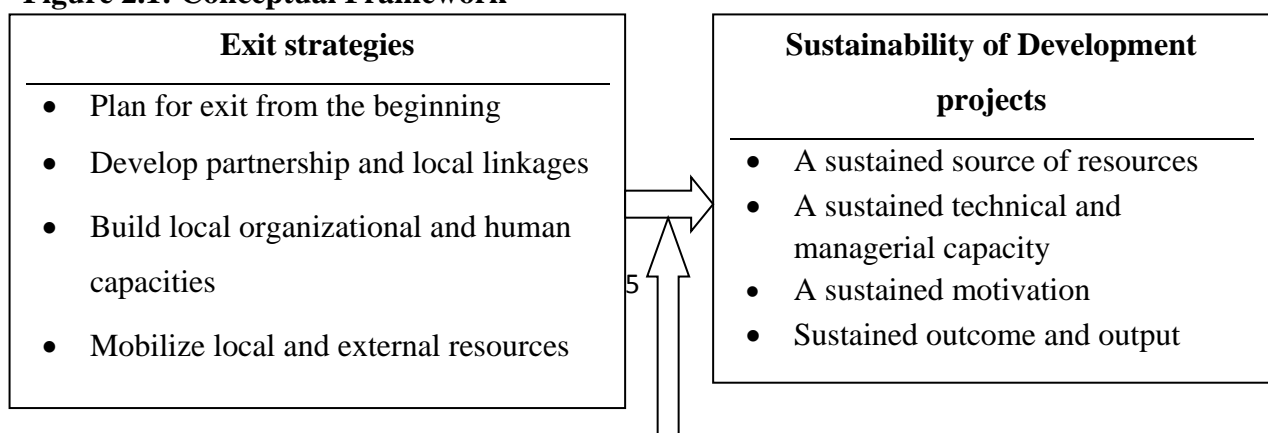 Figure 2.1: Conceptual Framework
Exit strategies
• Plan for exit from the beginning
• Develop partnership and local linkages
• Build local organizational and human
capacities
• Mobilize local and external resources
5
Sustainability of Development
projects
• A sustained source of resources
• A sustained technical and
managerial capacity
• A sustained motivation
• Sustained outcome and output